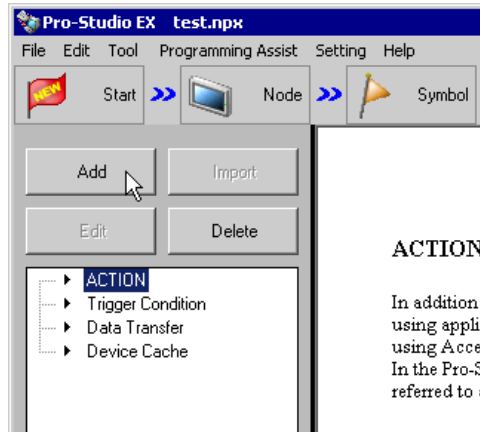 Pro-Studio EX test.npx
File Edit Tool Programming Assist Setting Help
NEW Start Node Symbol
Add Import
Edit Delete
ACTION
Trigger Condition
Data Transfer
Device Cache
ACTION
In addition
using appli
using Acce
In the Pro-S
referred to